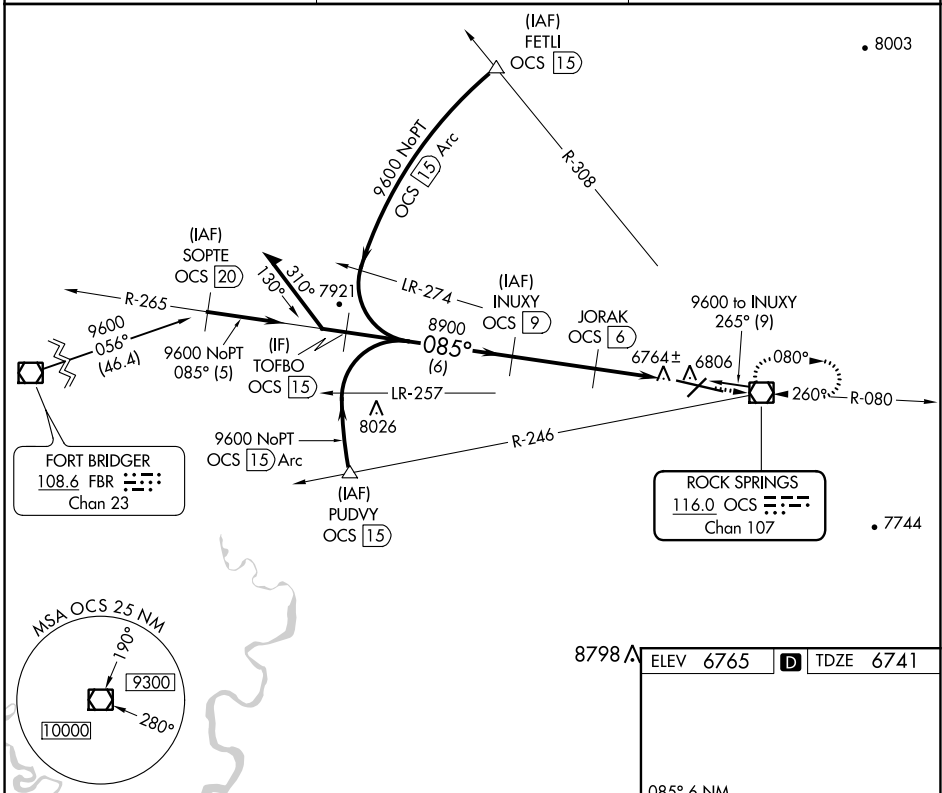 (IAF)
FETLI
OCS 15
8003
9600 NoPT
OCS 15 Arc
R-308
(IAF)
SOPTE
OCS 20
310°
130°
7921
LR-274
(IAF)
INUXY
OCS 9
JORAK
OCS 6
9600 to INUXY
265° (9)
R-265
9600
056°
(46.4)
9600 NoPT
085° (5)
(IF)
TOFBO
OCS 15
8900
085°
(6)
6764±
6806
080°
260°
R-080
LR-257
8026
R-246
9600 NoPT
OCS 15 Arc
FORT BRIDGER
108.6 FBR
Chan 23
(IAF)
PUDVY
OCS 15
ROCK SPRINGS
116.0 OCS
Chan 107
7744
MSA OCS 25 NM
190°
9300
280°
10000
8798
ELEV 6765 D TDZE 6741
085° 6 NM